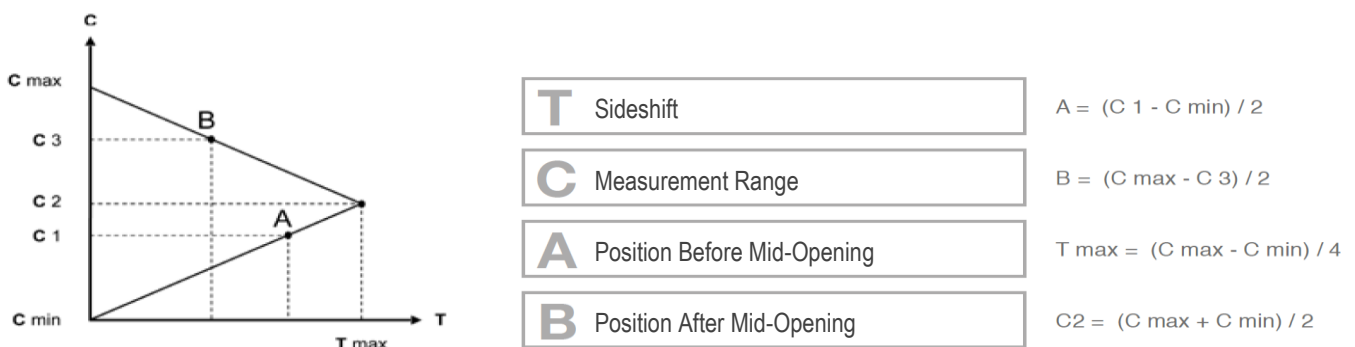 C
C max
B
C 3
C 2
A
C 1
C min
T
T max
T Sideshift
A = (C 1 - C min) / 2
C Measurement Range
B = (C max - C 3) / 2
A Position Before Mid-Opening
T max = (C max - C min) / 4
B Position After Mid-Opening
C2 = (C max + C min) / 2